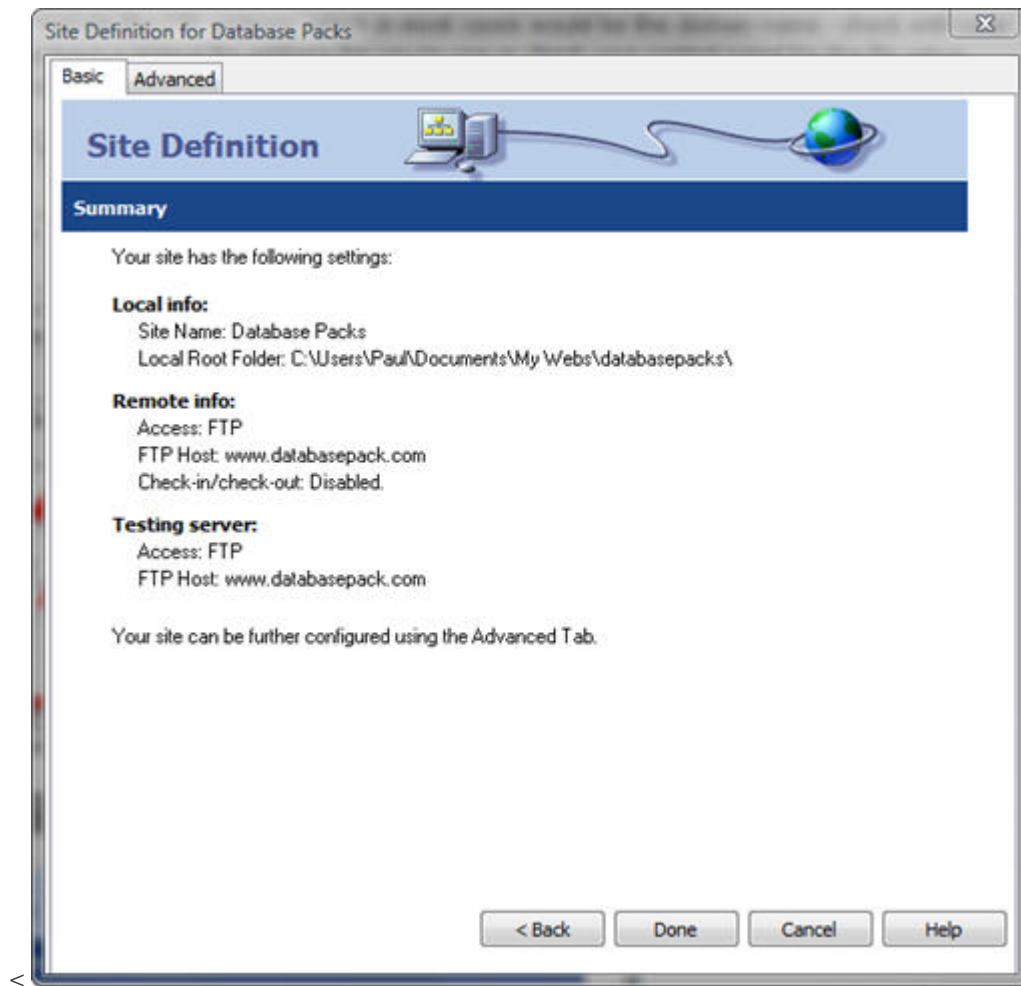 Site Definition for Database Packs
Basic Advanced
Site Definition
Summary
Your site has the following settings:
Local info:
Site Name: Database Packs
Local Root Folder: C:\Users\Paul\Documents\My Webs\databasepacks\
Remote info:
Access: FTP
FTP Host: www.databasepack.com
Check-in/check-out: Disabled.
Testing server:
Access: FTP
FTP Host: www.databasepack.com
Your site can be further configured using the Advanced Tab.
< Back Done Cancel Help
<